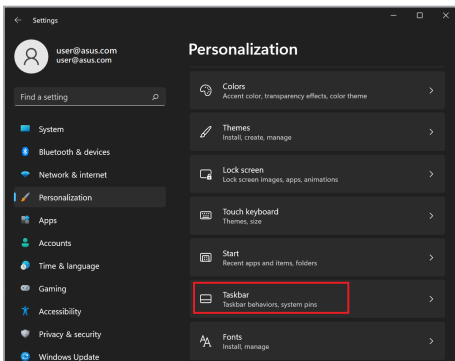 Settings
user@asus.com
user@asus.com
Find a setting
System
Bluetooth & devices
Network & internet
Personalization
Apps
Accounts
Time & language
Gaming
Accessibility
Privacy & security
Windows Update
Personalization
Colors
Accent color, transparency effects, color theme
Themes
Install, create, manage
Lock screen
Lock screen images, apps, animations
Touch keyboard
Themes, size
Start
Recent apps and items, folders
Taskbar
Taskbar behaviors, system pins
Fonts
Install, manage